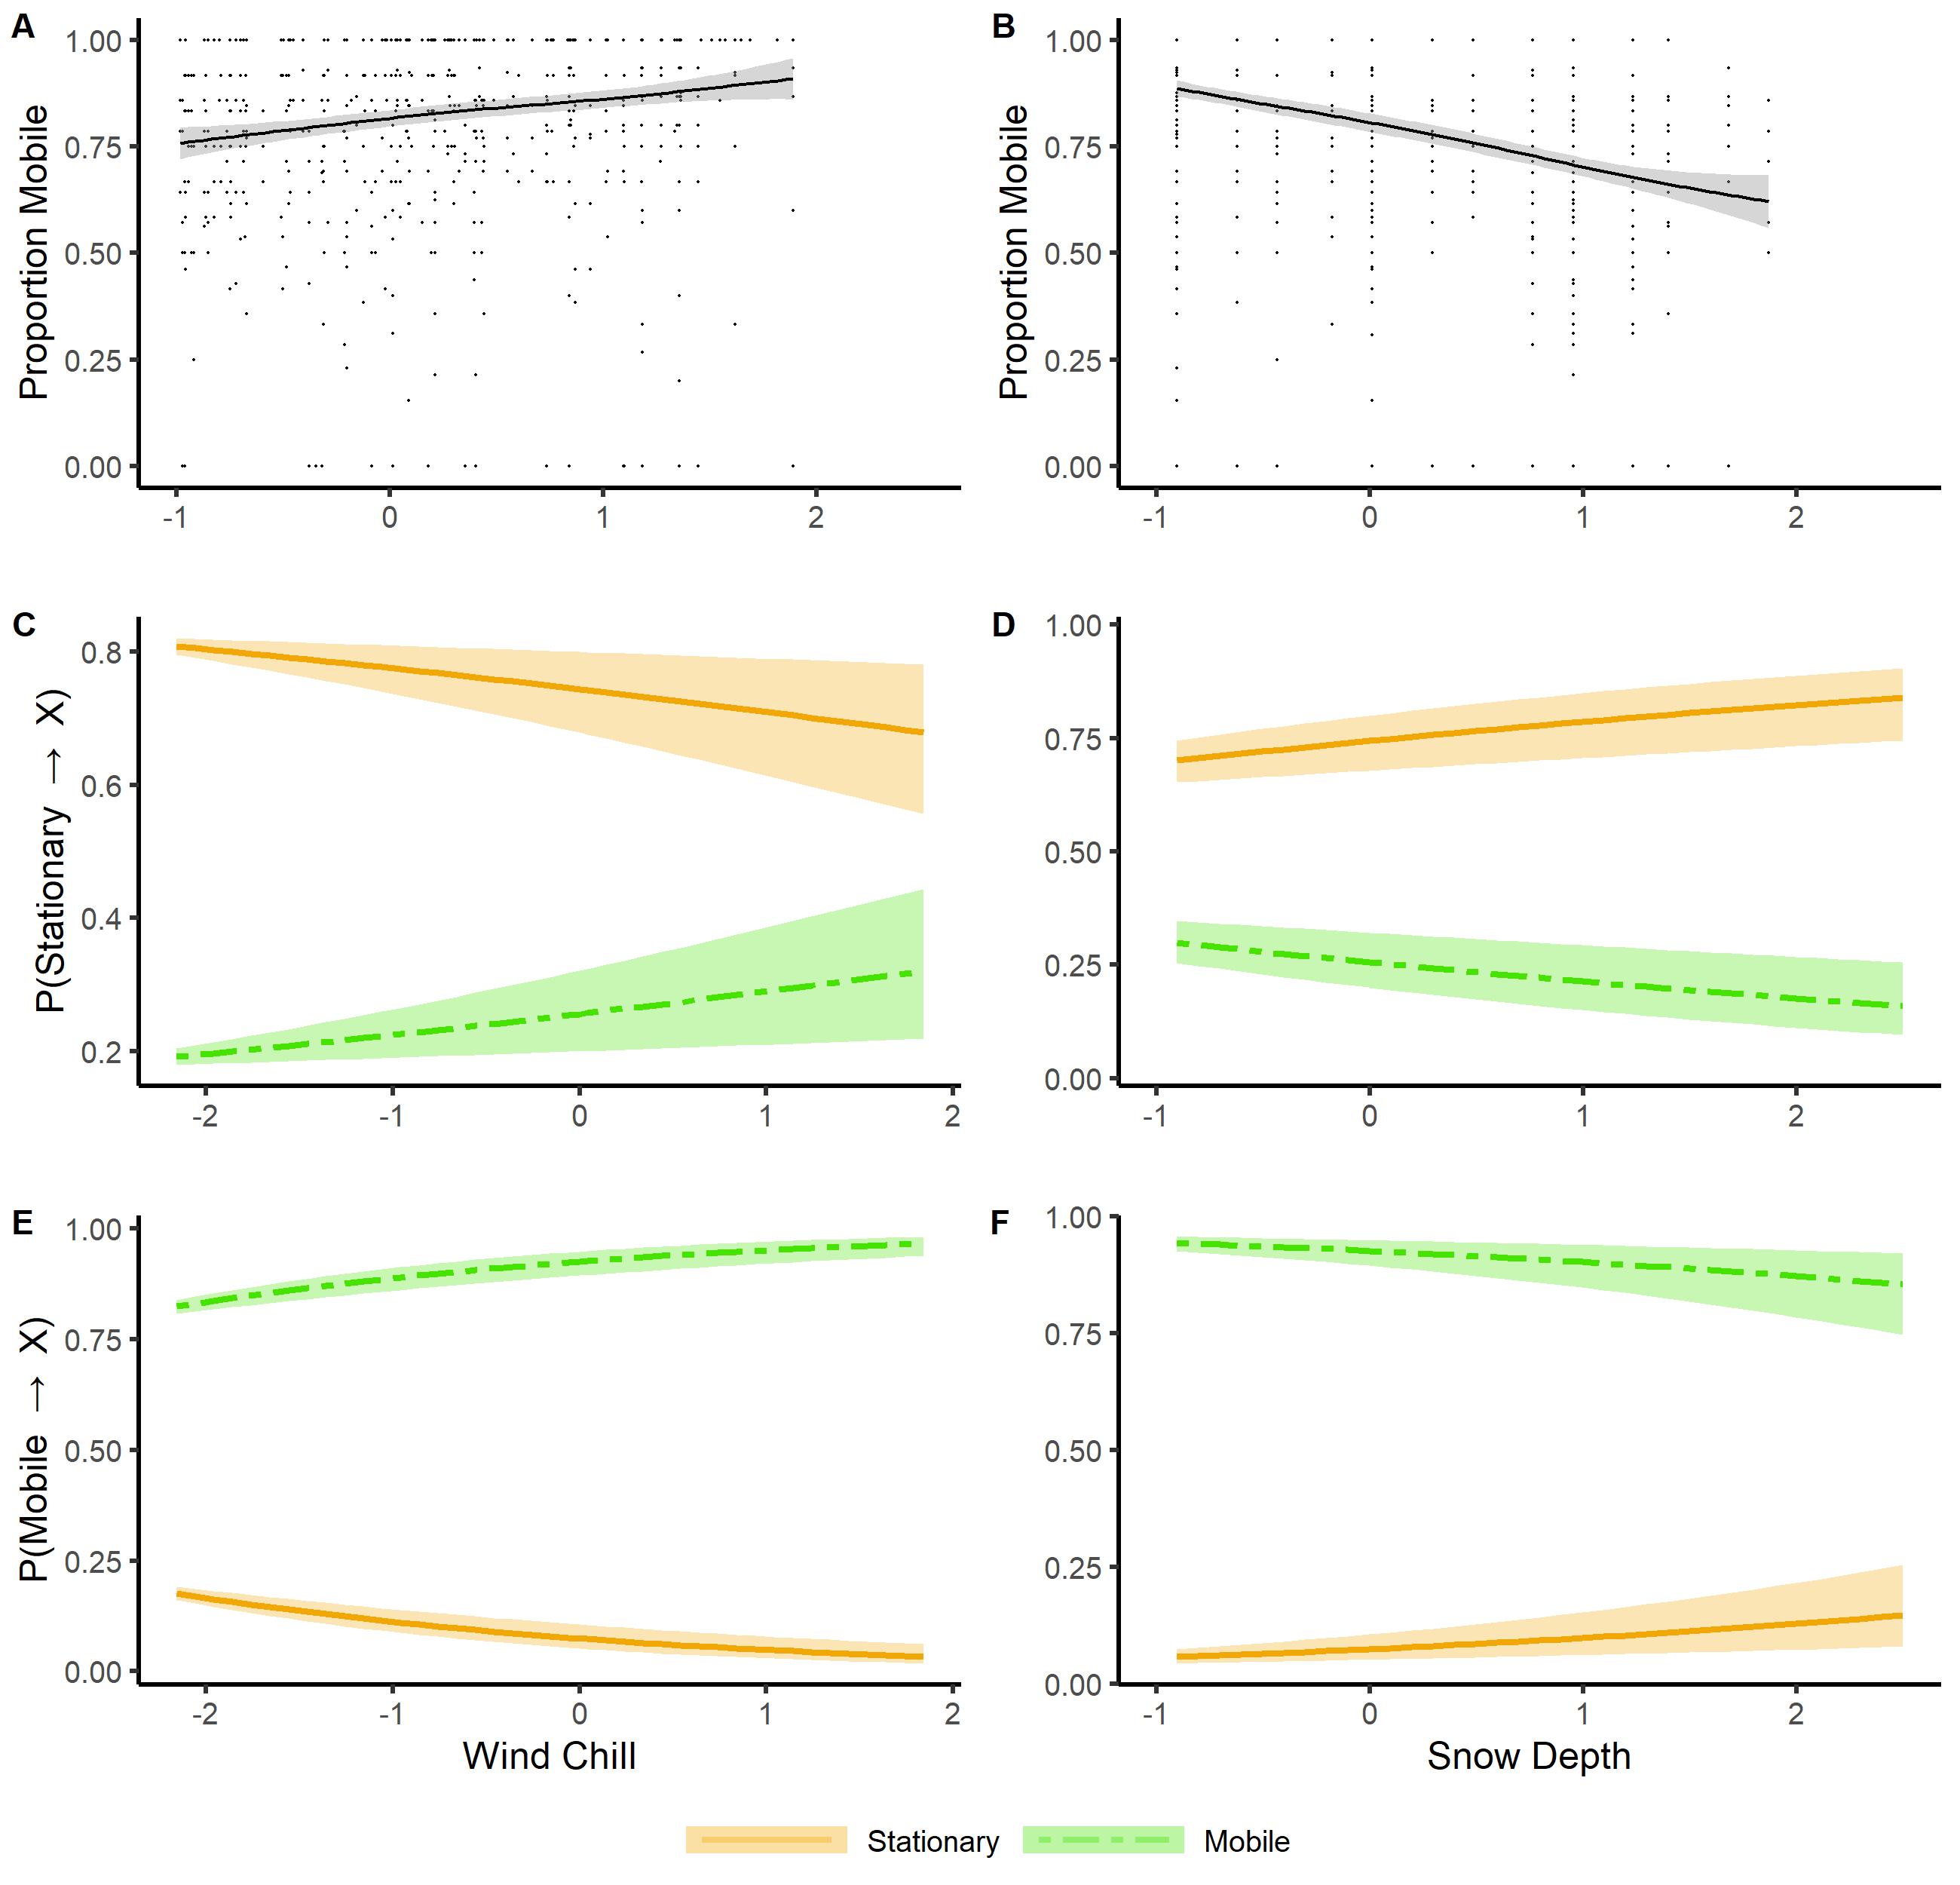 A
B
1.00
0.75
0.50
0.25
0.00
Proportion Mobile
-1 0 1 2
1.00
0.75
0.50
0.25
0.00
Proportion Mobile
-1 0 1 2
C
D
0.8
0.6
0.4
0.2
P(Stationary → X)
-2 -1 0 1 2
1.00
0.75
0.50
0.25
0.00
-1 0 1 2
E
F
1.00
0.75
0.50
0.25
0.00
P(Mobile → X)
-2 -1 0 1 2
Wind Chill
1.00
0.75
0.50
0.25
0.00
-1 0 1 2
Snow Depth
Stationary Mobile